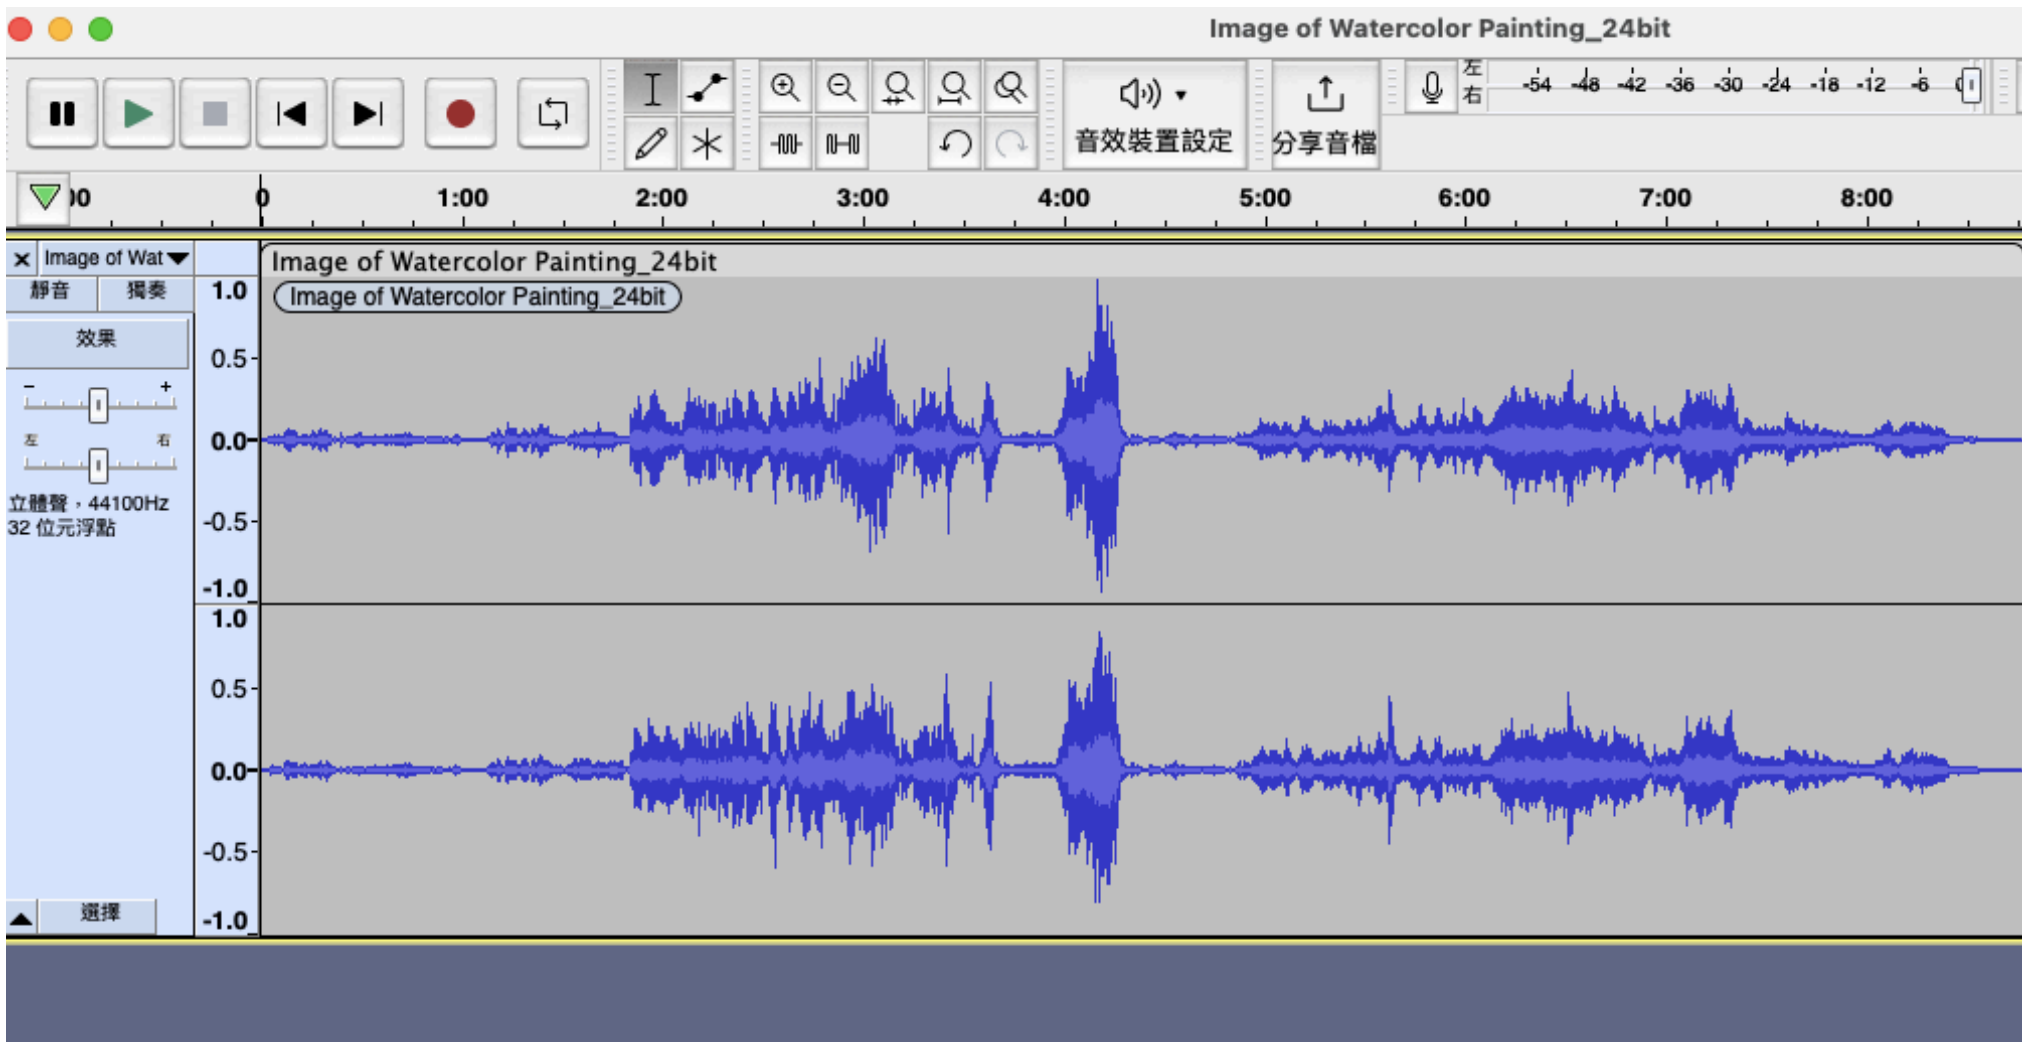 Image of Watercolor Painting_24bit
左
右
-54 -48 -42 -36 -30 -24 -18 -12 -6
音效裝置設定
分享音檔
0 1:00 2:00 3:00 4:00 5:00 6:00 7:00 8:00
Image of Wat
靜音 獨奏
效果
- +
左 右
立體聲,44100Hz
32 位元浮點
選擇
Image of Watercolor Painting_24bit
Image of Watercolor Painting_24bit
1.0
0.5
0.0
-0.5
-1.0
1.0
0.5
0.0
-0.5
-1.0